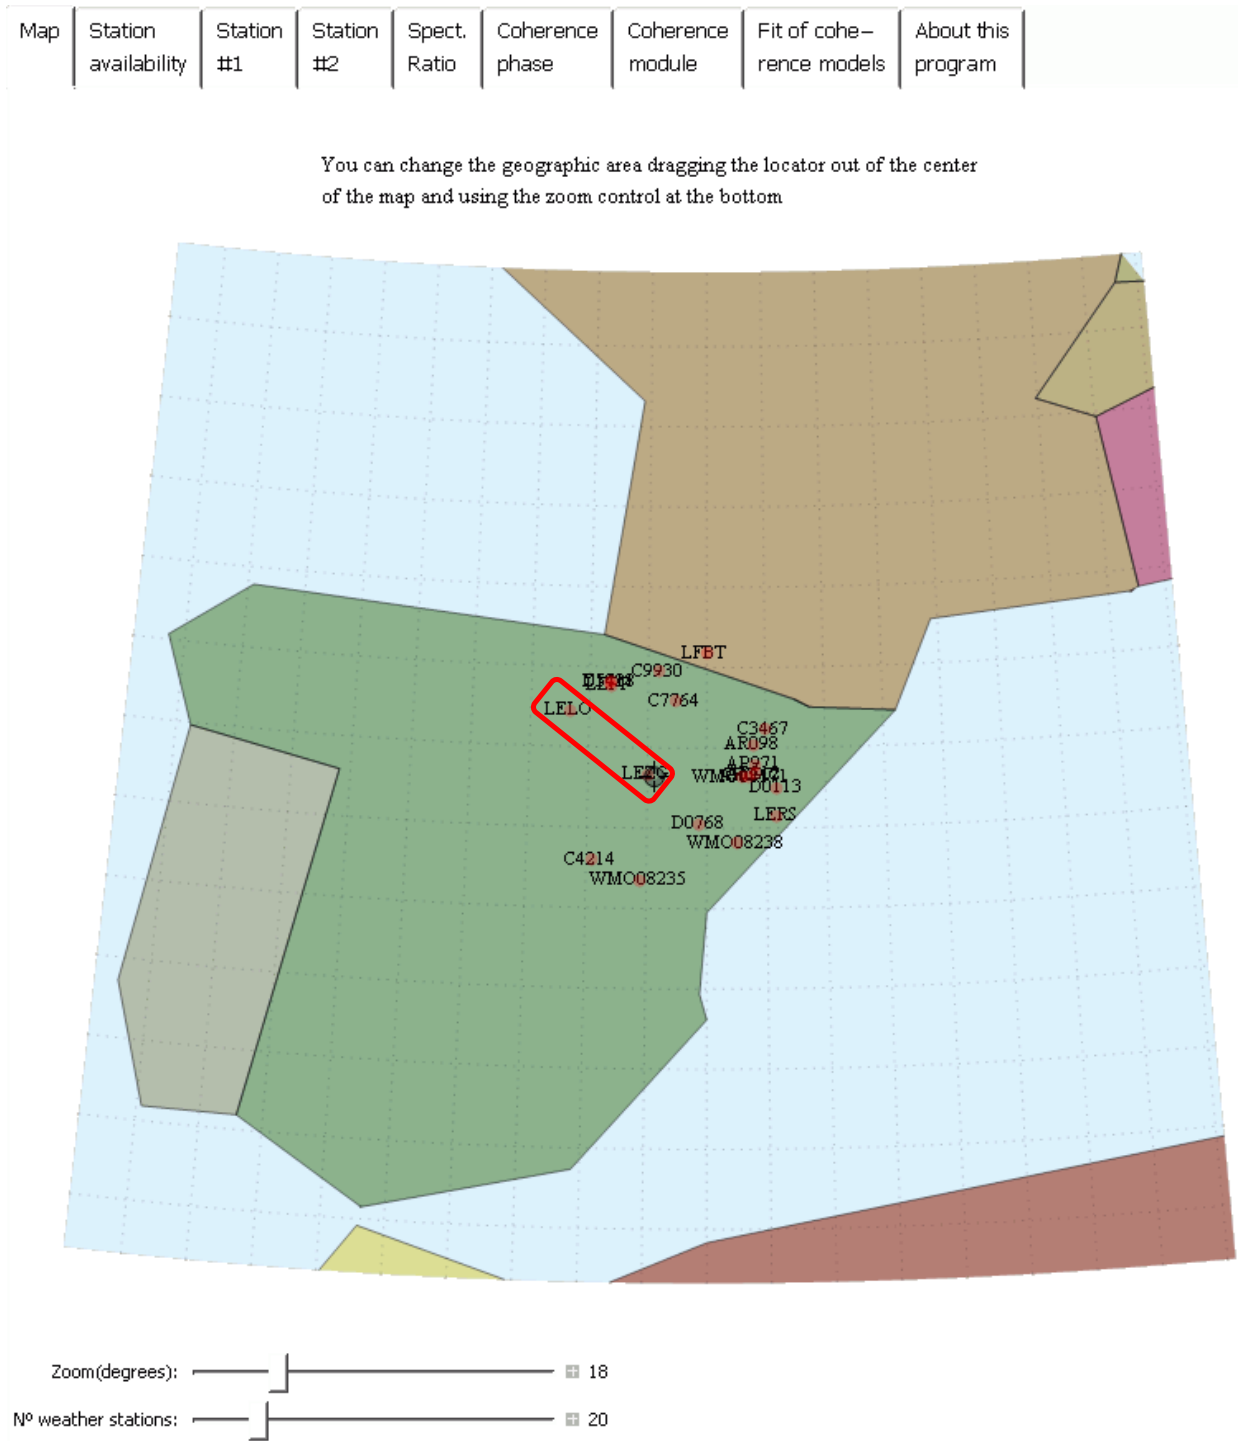 Map
Station
availability
Station
#1
Station
#2
Spect.
Ratio
Coherence
phase
Coherence
module
Fit of cohe-
rence models
About this
program
You can change the geographic area dragging the locator out of the center
of the map and using the zoom control at the bottom
LFBT
C9930
C7764
LELO
C3467
AR098
AP971
D0113
LERS
D0768
WMO08238
C4214
WMO08235
Zoom(degrees): 18
Nº weather stations: 20